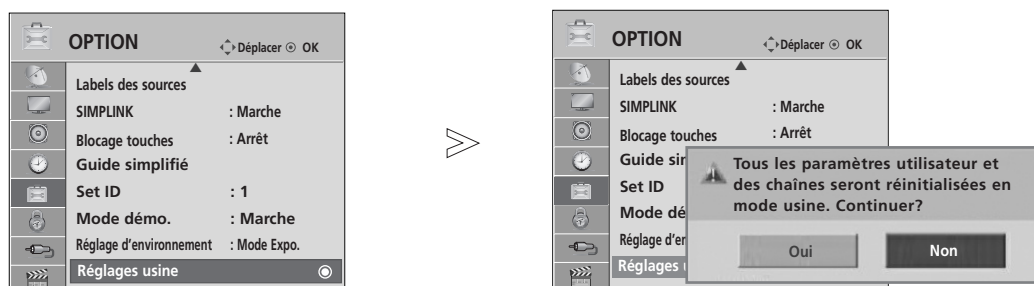 OPTION
Déplacer OK
Labels des sources
SIMPLINK : Marche
Blocage touches : Arrêt
Guide simplifié
Set ID : 1
Mode démo. : Marche
Réglage d'environnement : Mode Expo.
Réglages usine
OPTION
Déplacer OK
Labels des sources
SIMPLINK : Marche
Blocage touches : Arrêt
Guide sim
Set ID
Mode dé
Réglage d'er
Réglages
Tous les paramètres utilisateur et
des chaînes seront réinitialisées en
mode usine. Continuer?
Oui Non